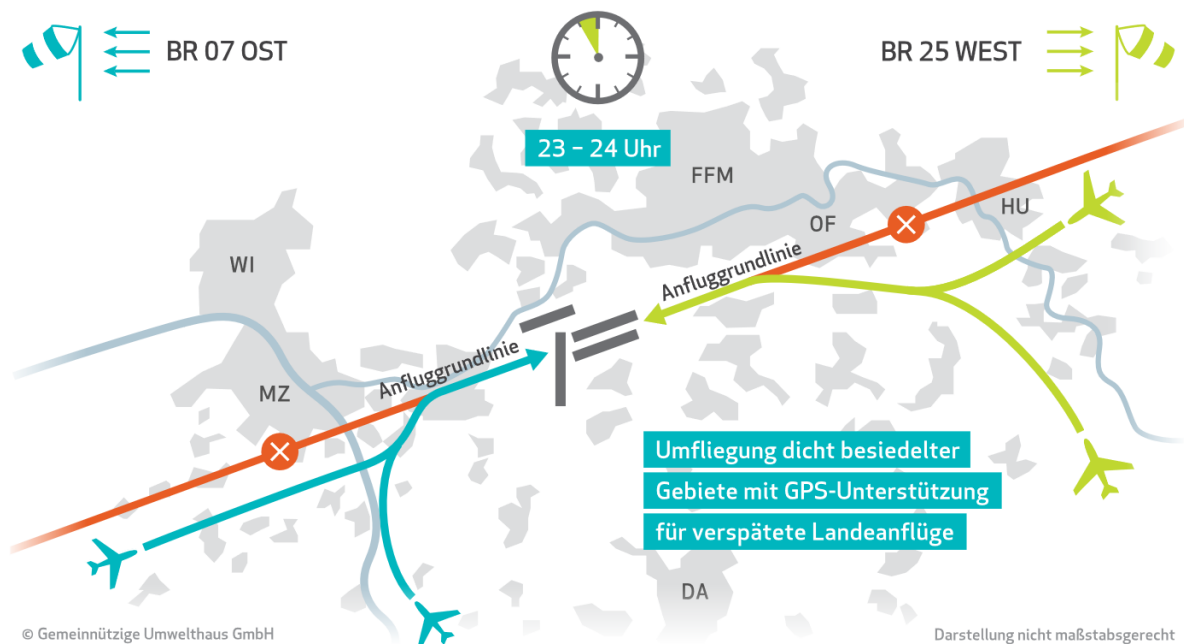 BR 07 OST
BR 25 WEST
23 – 24 Uhr
FFM
HU
OF
WI
Anfluggrundlinie
Anfluggrundlinie
MZ
Umfliegung dicht besiedelter
Gebiete mit GPS-Unterstützung
für verspätete Landeanflüge
DA
© Gemeinnützige Umwelthaus GmbH
Darstellung nicht maßstabsgerecht